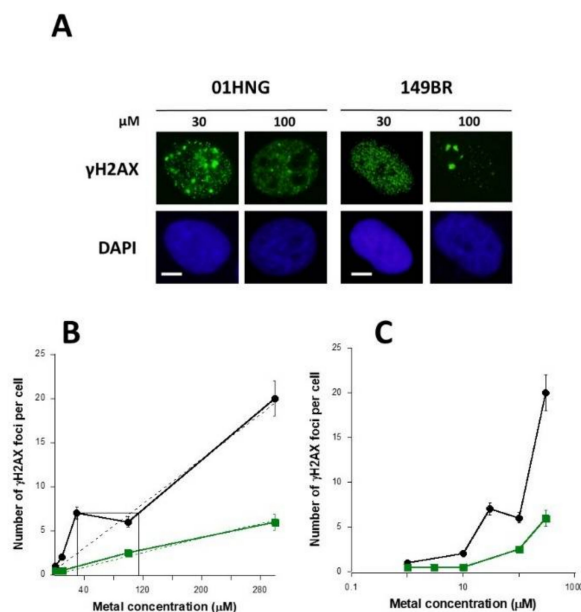 A
01HNG 149BR
µM 30 100 30 100
γH2AX
DAPI
B
Number of γH2AX foci per cell
25
20
15
10
5
0
40 120 200 280
Metal concentration (µM)
C
Number of γH2AX foci per cell
25
20
15
10
5
0
0.1 10 1000
Metal concentration (µM)